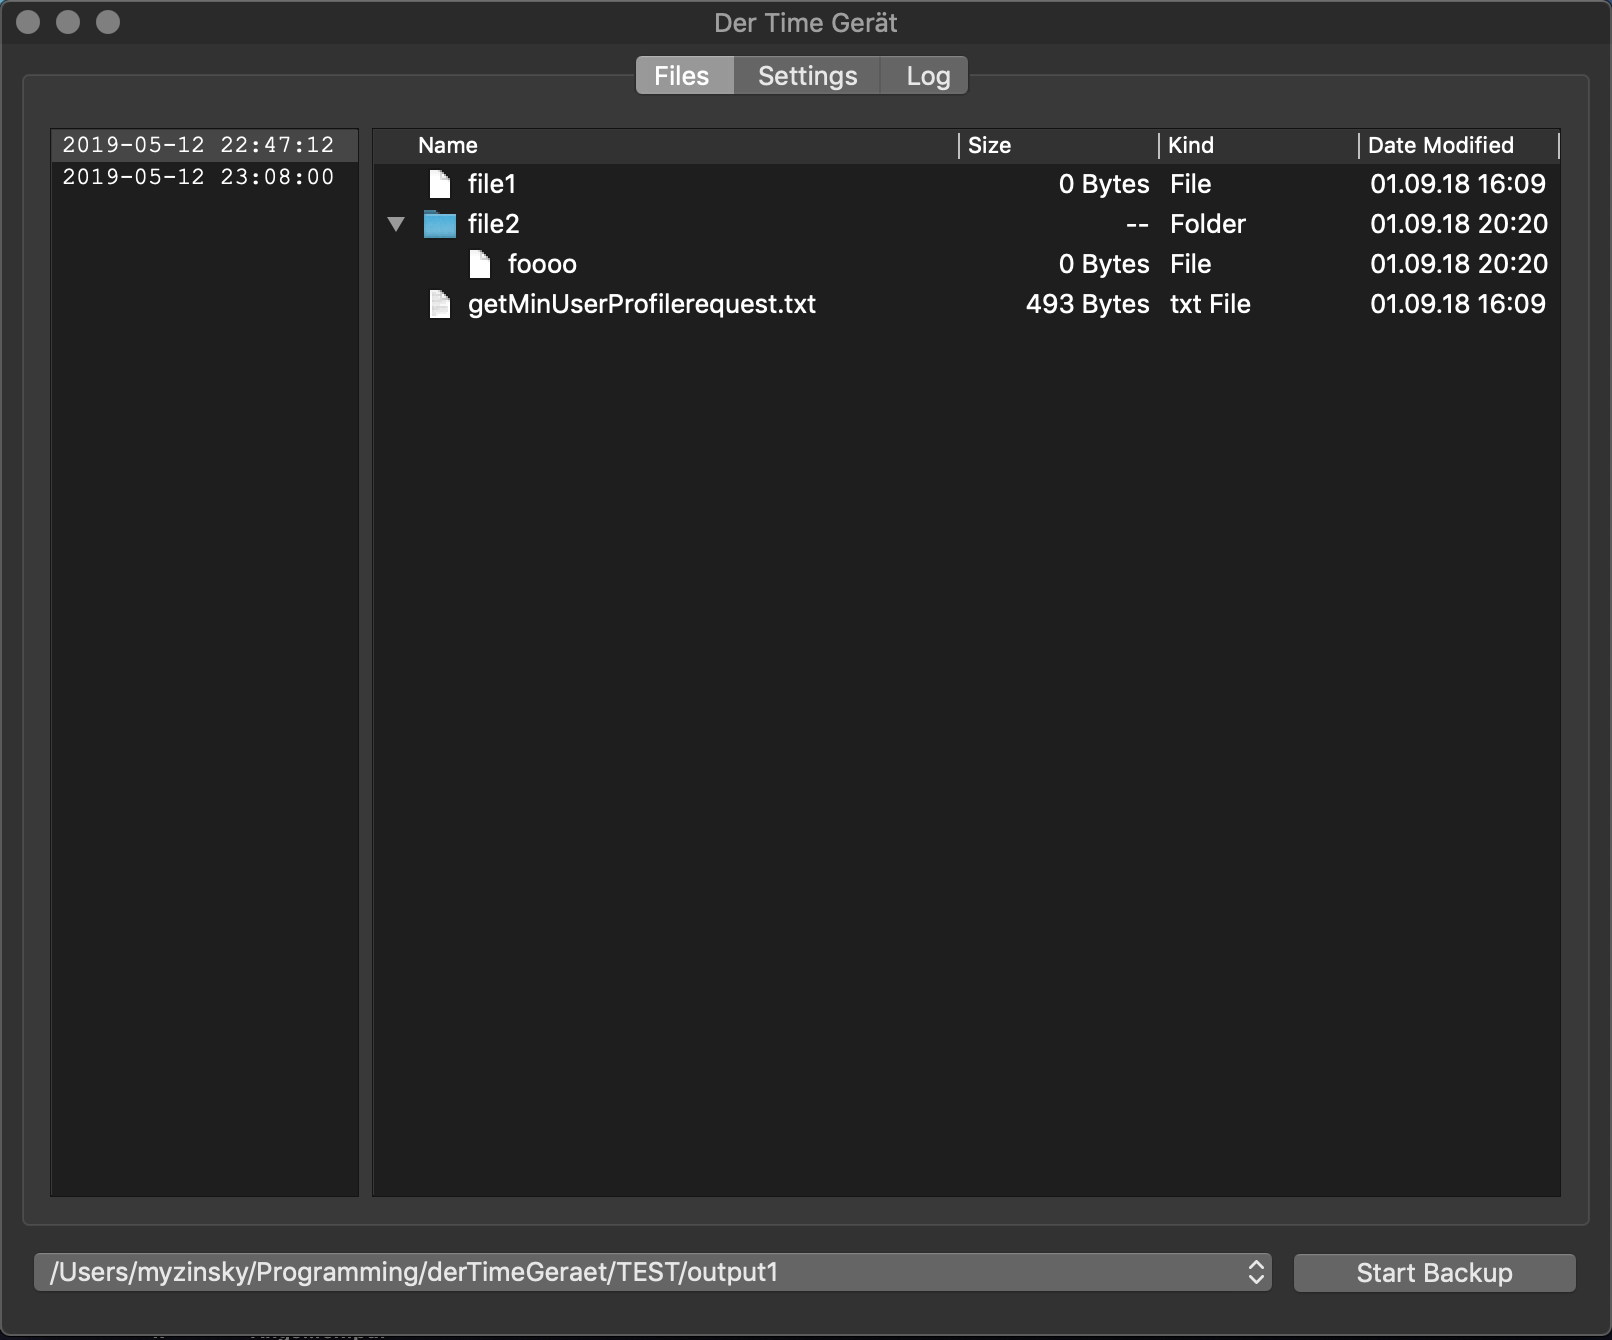 Der Time Gerät
Files Settings Log
2019-05-12 22:47:12
2019-05-12 23:08:00
Name Size Kind Date Modified
file1 0 Bytes File 01.09.18 16:09
file2 -- Folder 01.09.18 20:20
foooo 0 Bytes File 01.09.18 20:20
getMinUserProfilerequest.txt 493 Bytes txt File 01.09.18 16:09
/Users/myzinsky/Programming/derTimeGeraet/TEST/output1 Start Backup